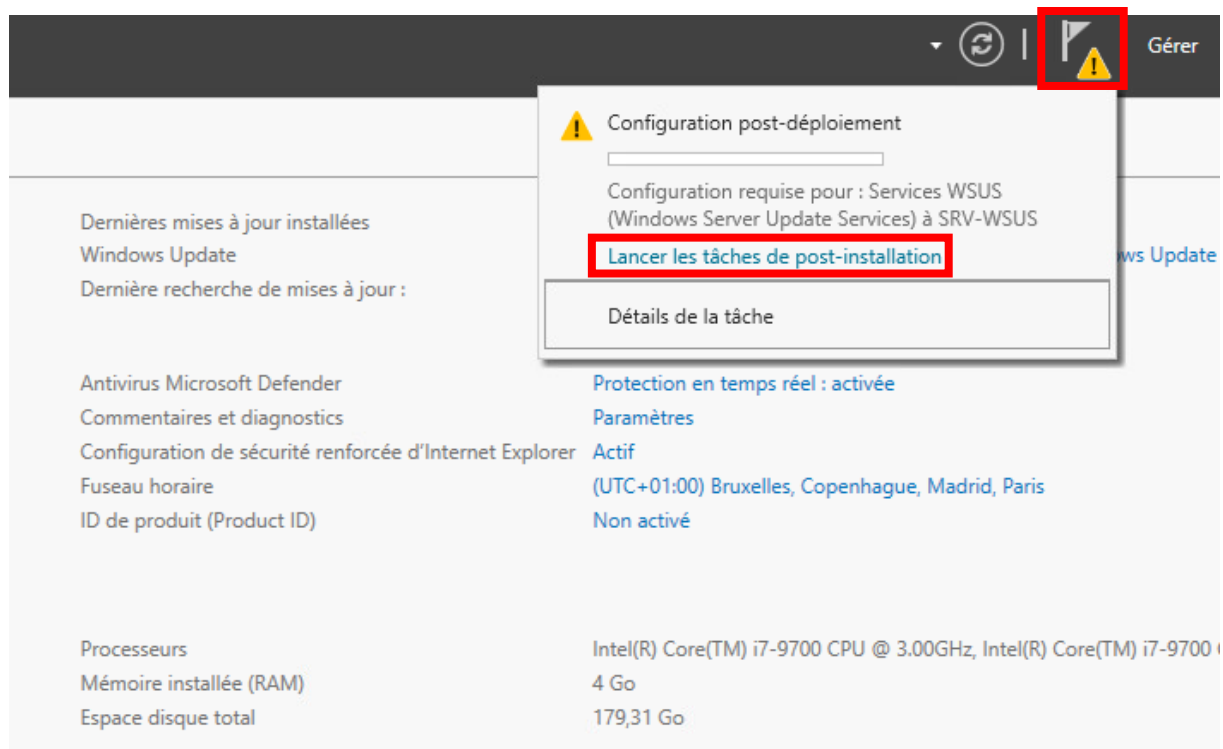 Gérer
Configuration post-déploiement
Configuration requise pour : Services WSUS
(Windows Server Update Services) à SRV-WSUS
Lancer les tâches de post-installation
Détails de la tâche
Dernières mises à jour installées
Windows Update ws Update
Dernière recherche de mises à jour :
Antivirus Microsoft Defender Protection en temps réel : activée
Commentaires et diagnostics Paramètres
Configuration de sécurité renforcée d’Internet Explorer Actif
Fuseau horaire (UTC+01:00) Bruxelles, Copenhague, Madrid, Paris
ID de produit (Product ID) Non activé
Processeurs Intel(R) Core(TM) i7-9700 CPU @ 3.00GHz, Intel(R) Core(TM) i7-9700
Mémoire installée (RAM) 4 Go
Espace disque total 179,31 Go